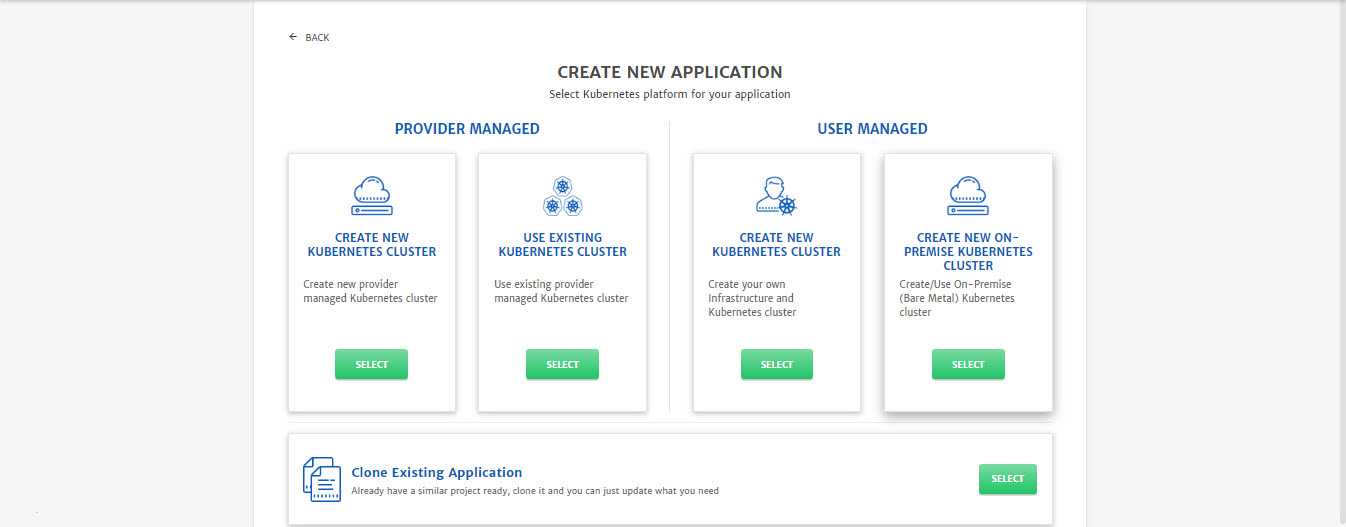 BACK
CREATE NEW APPLICATION
Select Kubernetes platform for your application
PROVIDER MANAGED
CREATE NEW
KUBERNETES CLUSTER
Create new provider
managed Kubernetes cluster
SELECT
USE EXISTING
KUBERNETES CLUSTER
Use existing provider
managed Kubernetes cluster
SELECT
USER MANAGED
CREATE NEW
KUBERNETES CLUSTER
Create your own
Infrastructure and
Kubernetes cluster
SELECT
CREATE NEW ON-
PREMISE KUBERNETES
CLUSTER
Create/Use On-Premise
(Bare Metal) Kubernetes
cluster
SELECT
Clone Existing Application
Already have a similar project ready, clone it and you can just update what you need
SELECT